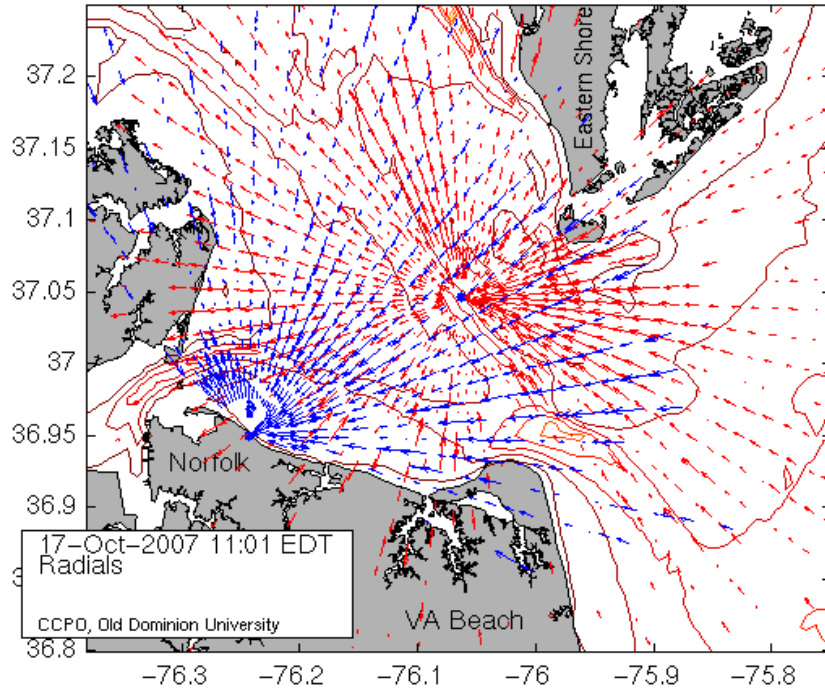 37.2
Eastern Shore
37.15
37.1
37.05
37
36.95
Norfolk
36.9
17-Oct-2007 11:01 EDT
Radials
VA Beach
CCPO, Old Dominion University
36.8
-76.3
-76.2
-76.1
-76
-75.9
-75.8